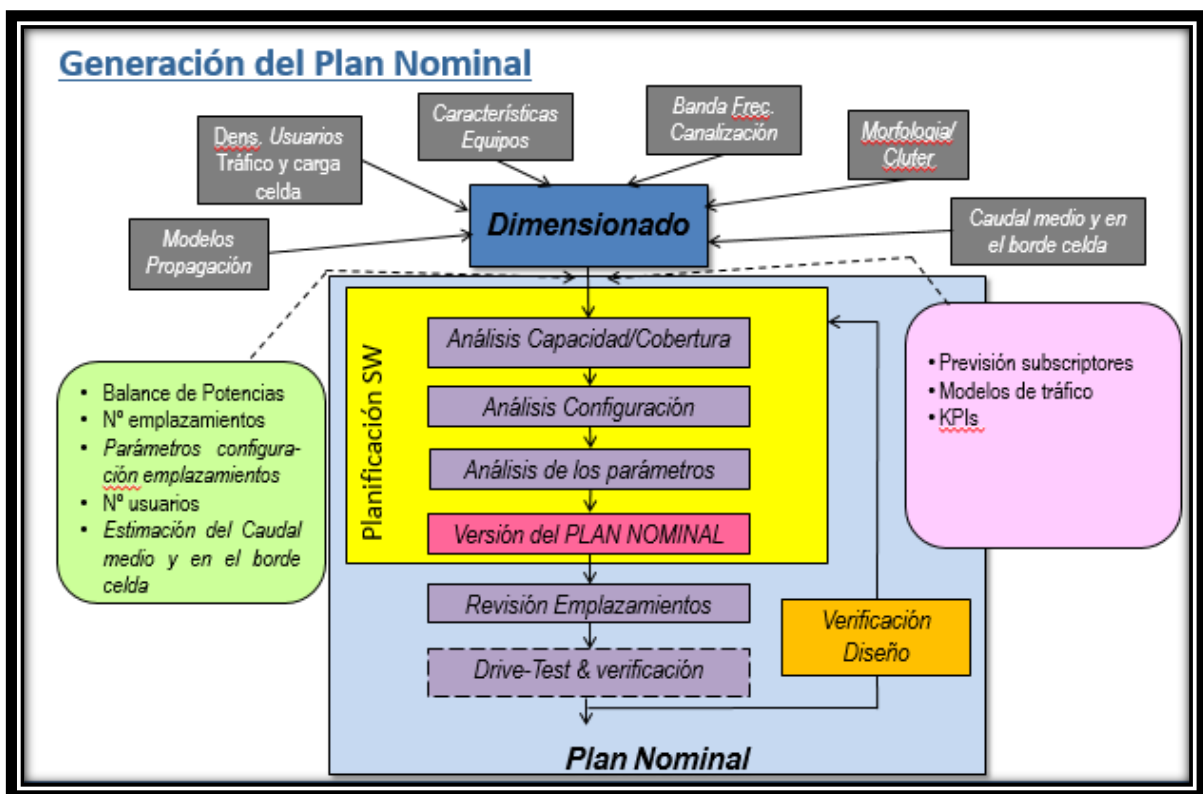 Generación del Plan Nominal
Dens. Usuarios
Tráfico y carga
celda
Características
Equipos
Banda Frec.
Canalización
Morfologia/
Cluter
Modelos
Propagación
Dimensionado
Caudal medio y en
el borde celda
Planificación SW
Análisis Capacidad/Cobertura
Análisis Configuración
Análisis de los parámetros
Versión del PLAN NOMINAL
Revisión Emplazamientos
Drive-Test & verificación
Plan Nominal
• Balance de Potencias
• Nº emplazamientos
• Parámetros configura-
ción emplazamientos
• Nº usuarios
• Estimación del Caudal
medio y en el borde
celda
• Previsión subscriptores
• Modelos de tráfico
• KPIs
Verificación
Diseño